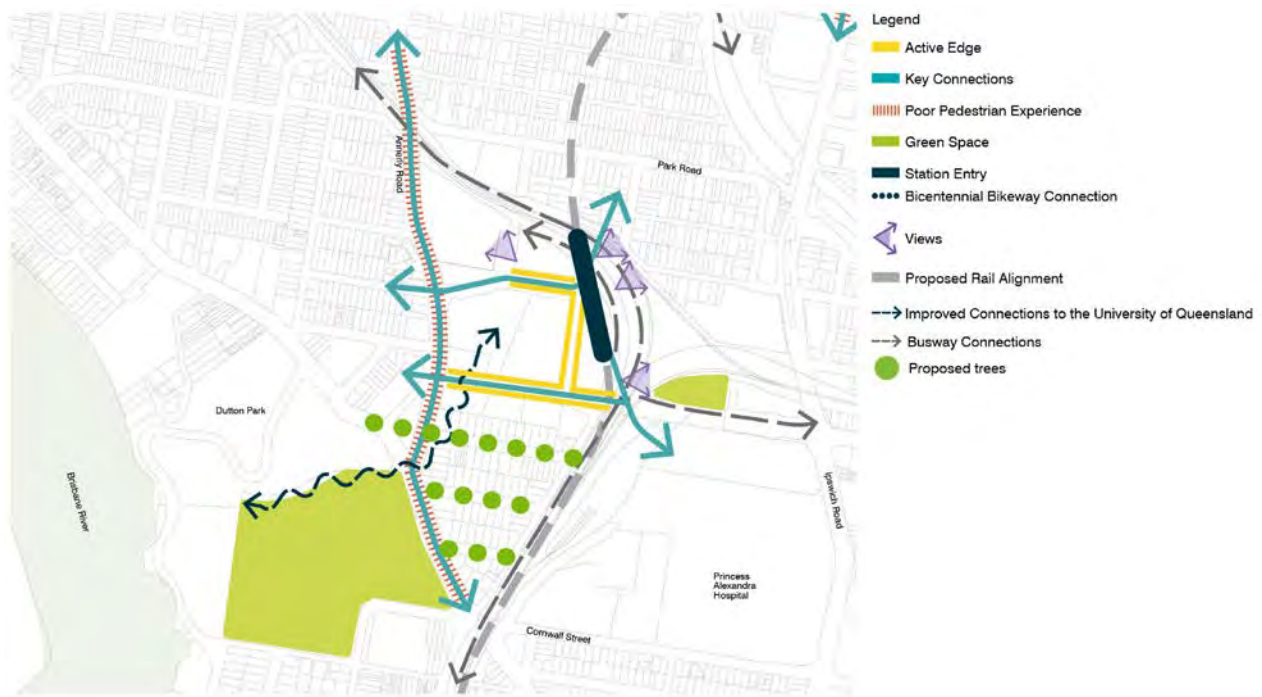 Legend
Active Edge
Key Connections
Poor Pedestrian Experience
Green Space
Station Entry
Bicentennial Bikeway Connection
Views
Proposed Rail Alignment
Improved Connections to the University of Queensland
Busway Connections
Proposed trees
Annerly Road
Park Road
Dutton Park
Brisbane River
Ipswich Road
Princess
Alexandra
Hospital
Cornwall Street